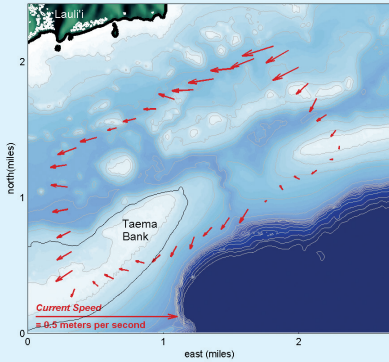 Lauli'i
2
north(miles)
1
Taema
Bank
Current Speed
= 0.5 meters per second
0
0
1
2
east (miles)